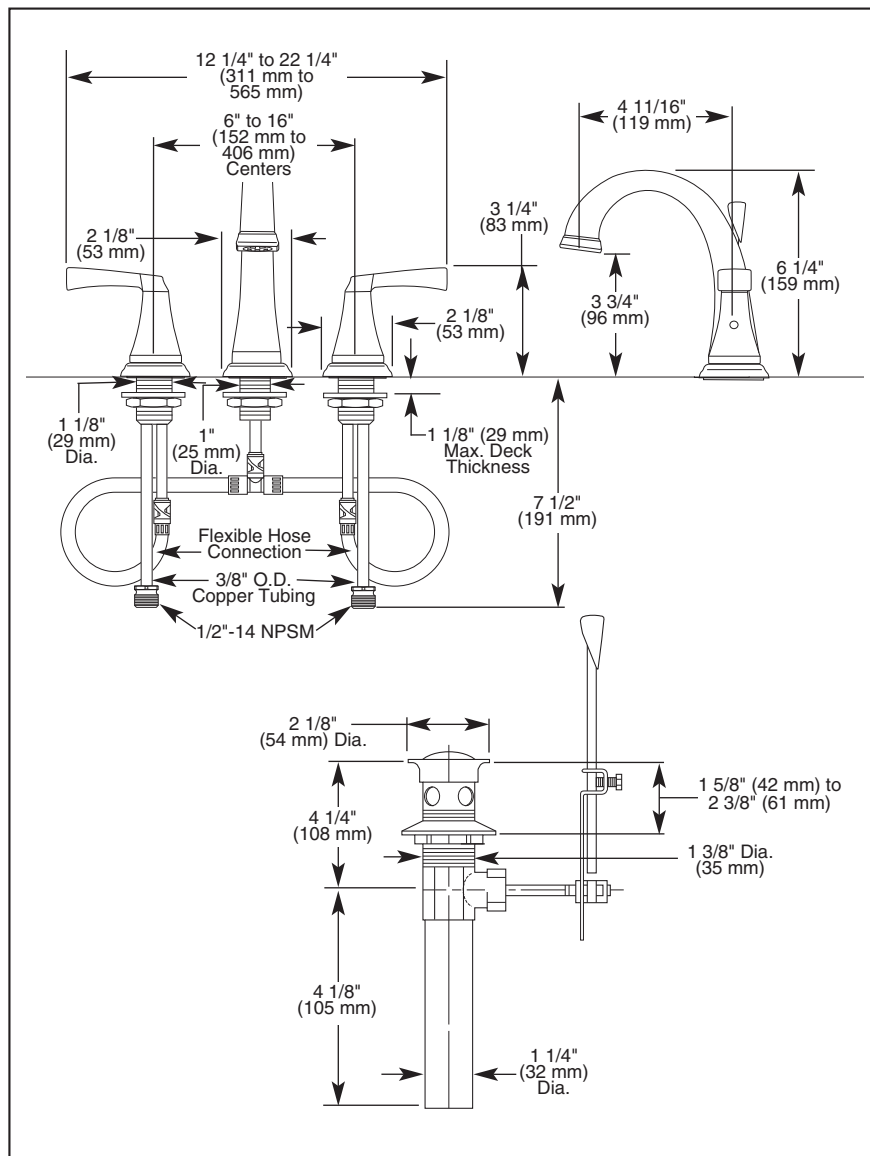 12 1/4" to 22 1/4"
(311 mm to
565 mm)
6" to 16"
(152 mm to
406 mm)
Centers
2 1/8"
(53 mm)
3 1/4"
(83 mm)
2 1/8"
(53 mm)
4 11/16"
(119 mm)
3 3/4"
(96 mm)
6 1/4"
(159 mm)
1 1/8"
(29 mm)
Dia.
1"
(25 mm)
Dia.
1 1/8" (29 mm)
Max. Deck
Thickness
7 1/2"
(191 mm)
Flexible Hose
Connection
3/8" O.D.
Copper Tubing
1/2"-14 NPSM
2 1/8"
(54 mm) Dia.
4 1/4"
(108 mm)
1 5/8" (42 mm) to
2 3/8" (61 mm)
1 3/8" Dia.
(35 mm)
4 1/8"
(105 mm)
1 1/4"
(32 mm)
Dia.